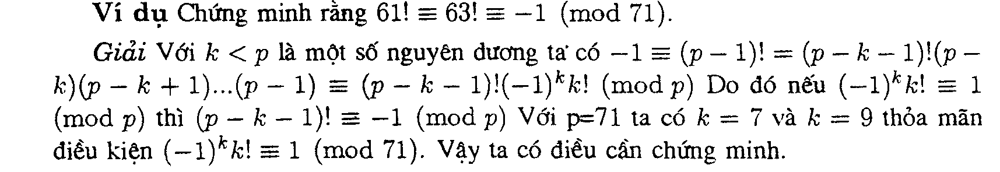 Ví dụ Chứng minh rằng 61! ≡ 63! ≡ −1 (mod 71).
Giải Với k < p là một số nguyên dương ta có −1 ≡ (p − 1)! = (p − k − 1)!(p −
k)(p − k + 1)...(p − 1) ≡ (p − k − 1)!(−1)^k k! (mod p) Do đó nếu (−1)^k k! ≡ 1
(mod p) thì (p − k − 1)! ≡ −1 (mod p) Với p=71 ta có k = 7 và k = 9 thỏa mãn
điều kiện (−1)^k k! ≡ 1 (mod 71). Vậy ta có điều cần chứng minh.